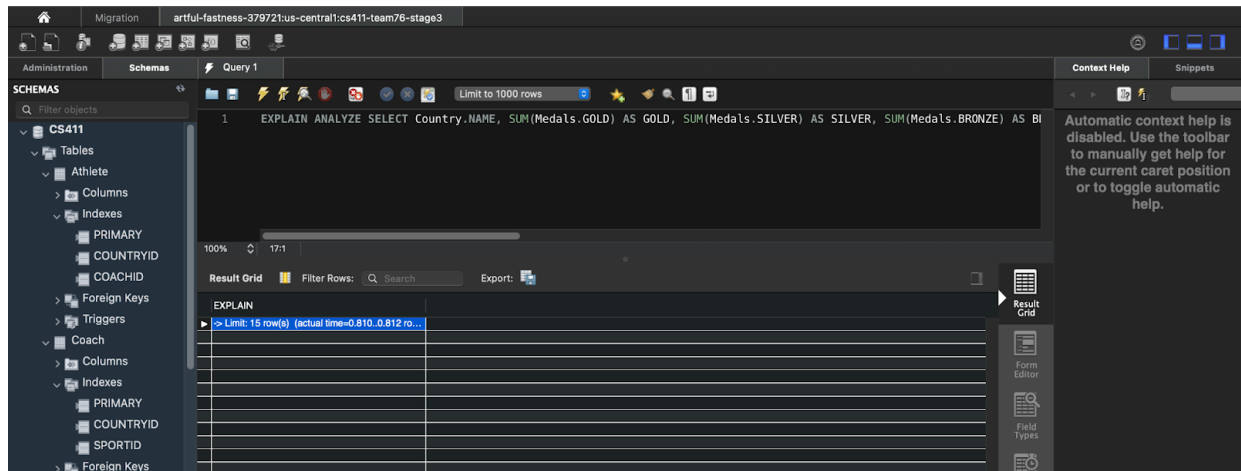 Migration
artful-fastness-379721:us-central1:cs411-team76-stage3
Administration
Schemas
Query 1
Context Help
Snippets
SCHEMAS
Filter objects
CS411
Tables
Athlete
Columns
Indexes
PRIMARY
COUNTRYID
COACHID
Foreign Keys
Triggers
Coach
Columns
Indexes
PRIMARY
COUNTRYID
SPORTID
Foreign Keys
Limit to 1000 rows
1 EXPLAIN ANALYZE SELECT Country.NAME, SUM(Medals.GOLD) AS GOLD, SUM(Medals.SILVER) AS SILVER, SUM(Medals.BRONZE) AS
100%
17:1
Result Grid
Filter Rows:
Search
Export:
EXPLAIN
-> Limit: 15 row(s) (actual time=0.810..0.812 ro...
Result
Grid
Form
Editor
Field
Types
Automatic context help is
disabled. Use the toolbar
to manually get help for
the current caret position
or to toggle automatic
help.